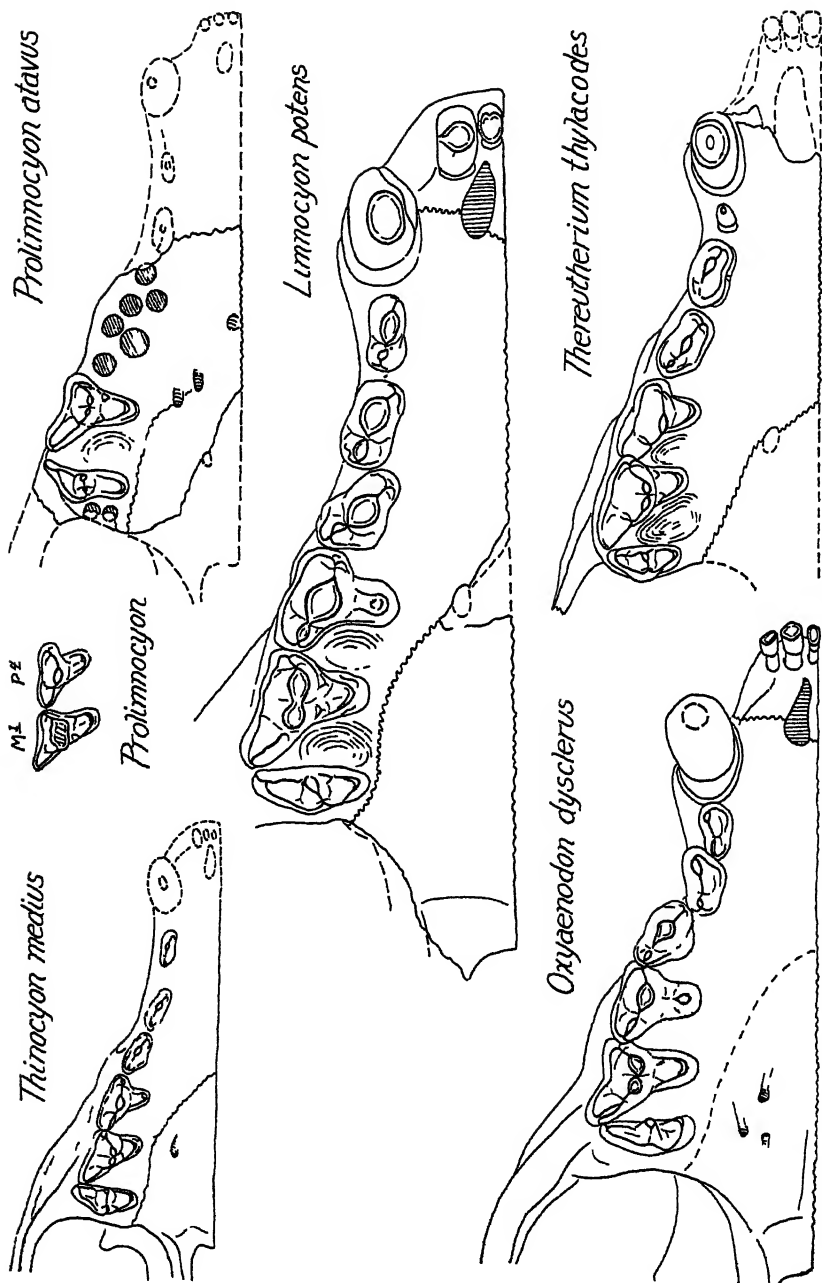 Prolimnocyon atavus
Limnocyon potens
Thereutherium thylacodes
M1 P4
Prolimnocyon
Thinocyon medius
Oxyaenodon dysclerus